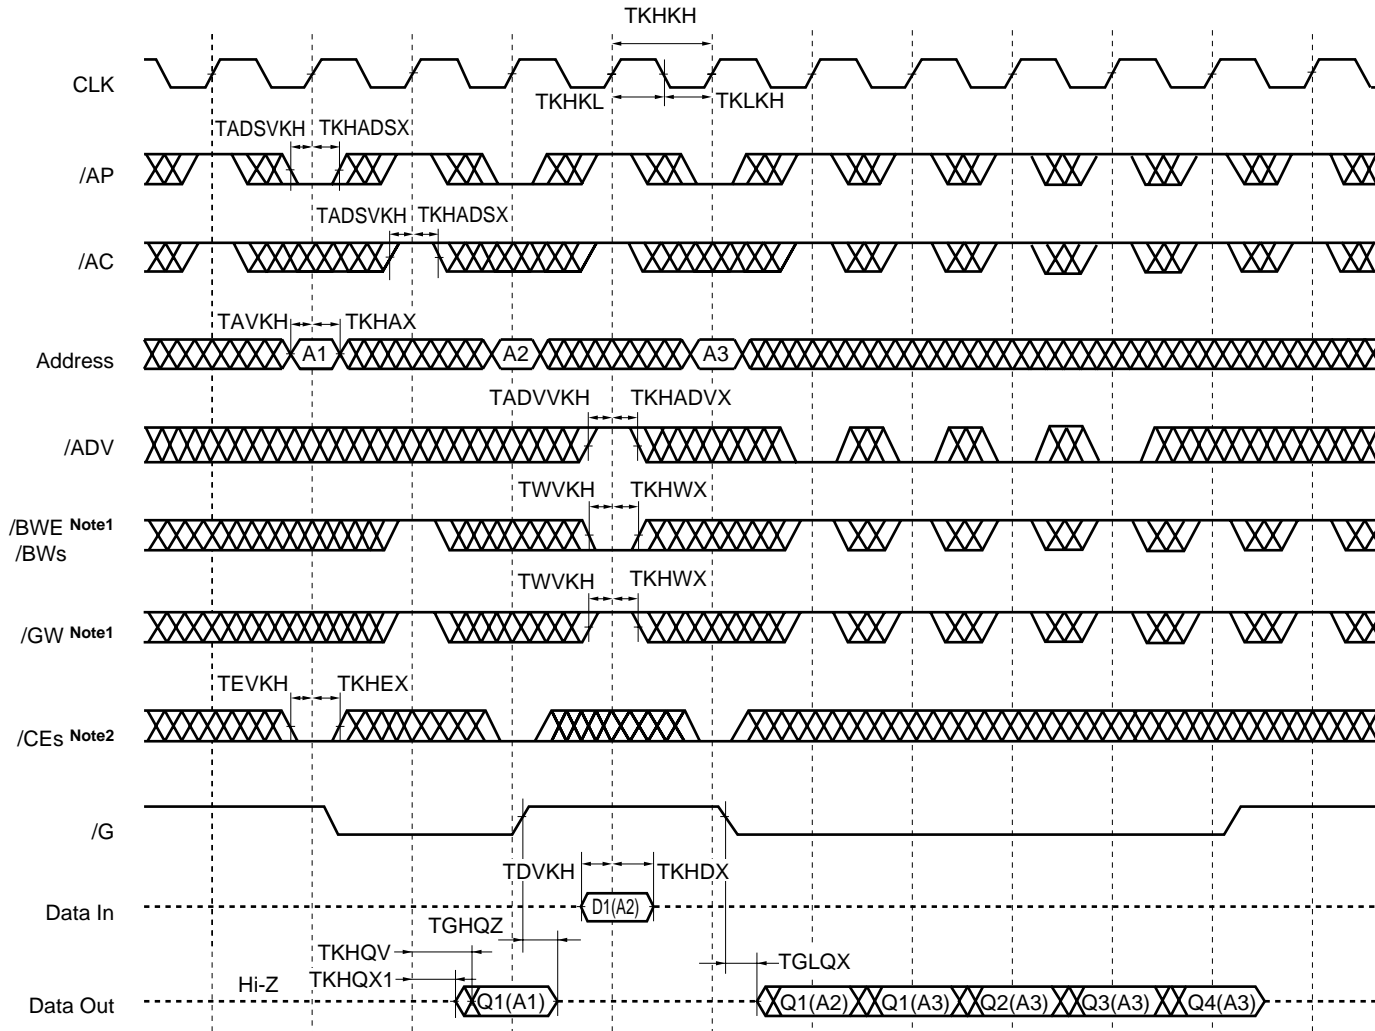 TKHKH
CLK
TKHKL TKLKH
TADSVKH TKHADSX
/AP
TADSVKH TKHADSX
/AC
TAVKH TKHAX
Address A1 A2 A3
TADVVKH TKHADVX
/ADV
TWVKH TKHWX
/BWE Note1
/BWs
TWVKH TKHWX
/GW Note1
TEVKH TKHEX
/CEs Note2
/G
TDVKH TKHDX
Data In D1(A2)
TGHQZ
TKHQV
TGLQX
TKHQX1
Hi-Z
Data Out Q1(A1) Q1(A2) Q1(A3) Q2(A3) Q3(A3) Q4(A3)